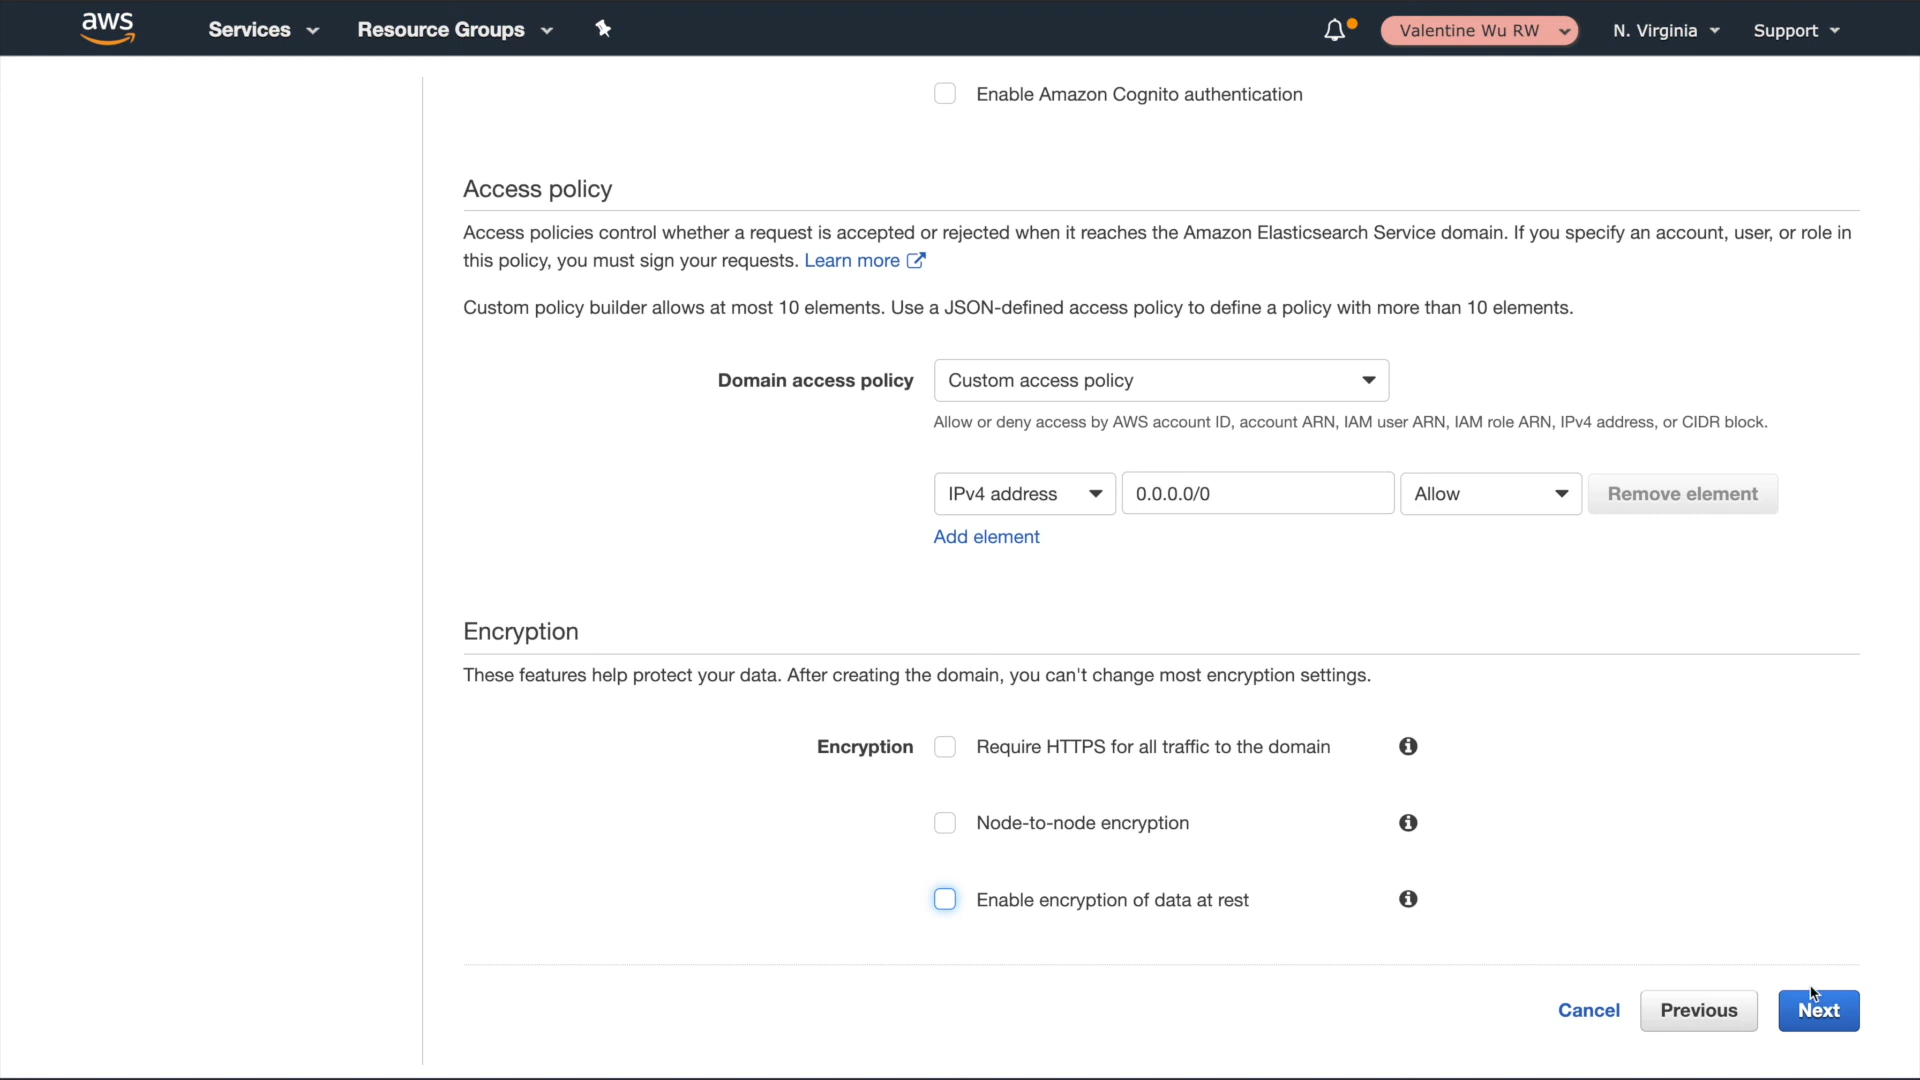 aws Services Resource Groups Valentine Wu RW N. Virginia Support
Enable Amazon Cognito authentication
Access policy
Access policies control whether a request is accepted or rejected when it reaches the Amazon Elasticsearch Service domain. If you specify an account, user, or role in
this policy, you must sign your requests. Learn more
Custom policy builder allows at most 10 elements. Use a JSON-defined access policy to define a policy with more than 10 elements.
Domain access policy Custom access policy
Allow or deny access by AWS account ID, account ARN, IAM user ARN, IAM role ARN, IPv4 address, or CIDR block.
IPv4 address 0.0.0.0/0 Allow Remove element
Add element
Encryption
These features help protect your data. After creating the domain, you can't change most encryption settings.
Encryption Require HTTPS for all traffic to the domain
Node-to-node encryption
Enable encryption of data at rest
Cancel Previous Next